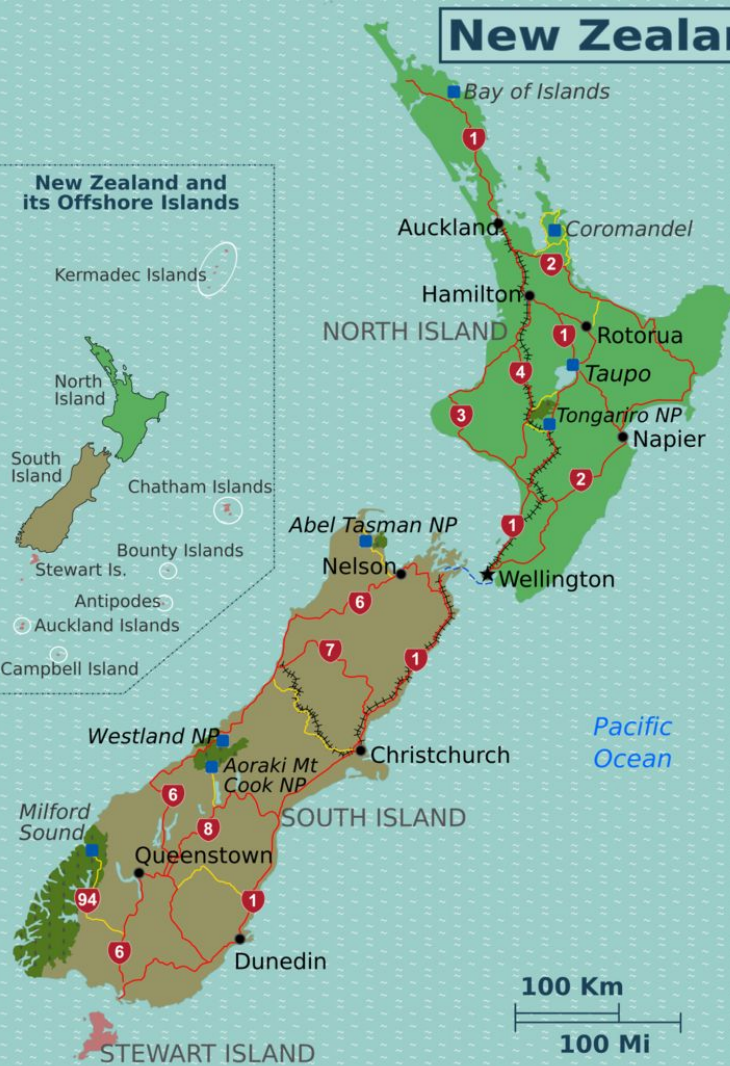 New Zealan
Bay of Islands
1
New Zealand and
its Offshore Islands
Kermadec Islands
North
Island
South
Island
Chatham Islands
Bounty Islands
Stewart Is.
Antipodes
Auckland Islands
Campbell Island
Auckland
Coromandel
2
Hamilton
NORTH ISLAND
1
Rotorua
4
Taupo
3
Tongariro NP
Napier
2
1
Abel Tasman NP
Nelson
Wellington
6
7
1
Westland NP
Christchurch
Pacific
Ocean
Aoraki Mt
Cook NP
6
SOUTH ISLAND
Milford
Sound
8
Queenstown
94
1
6
Dunedin
100 Km
100 Mi
STEWART ISLAND